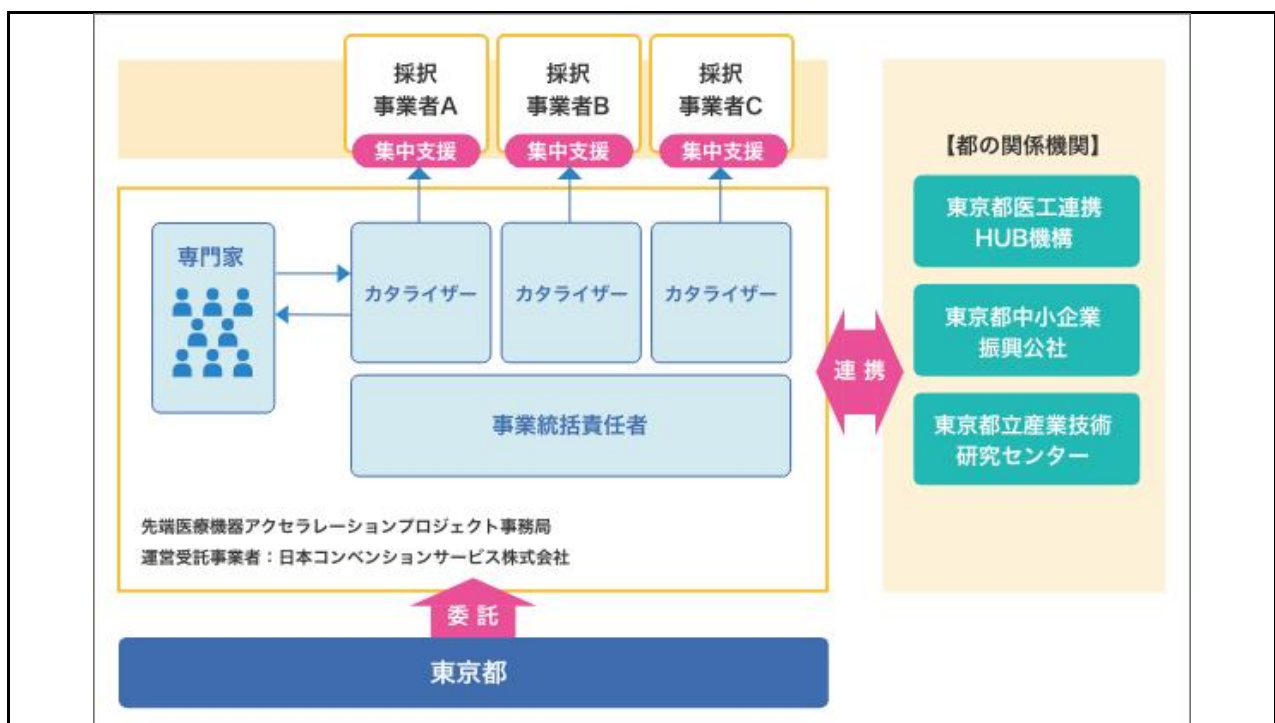 採択
事業者A
集中支援
採択
事業者B
集中支援
採択
事業者C
集中支援
専門家
カタライザー
カタライザー
カタライザー
事業統括責任者
先端医療機器アクセラレーションプロジェクト事務局
運営受託事業者：日本コンベンションサービス株式会社
委託
東京都
連携
【都の関係機関】
東京都医工連携
HUB機構
東京都中小企業
振興公社
東京都立産業技術
研究センター